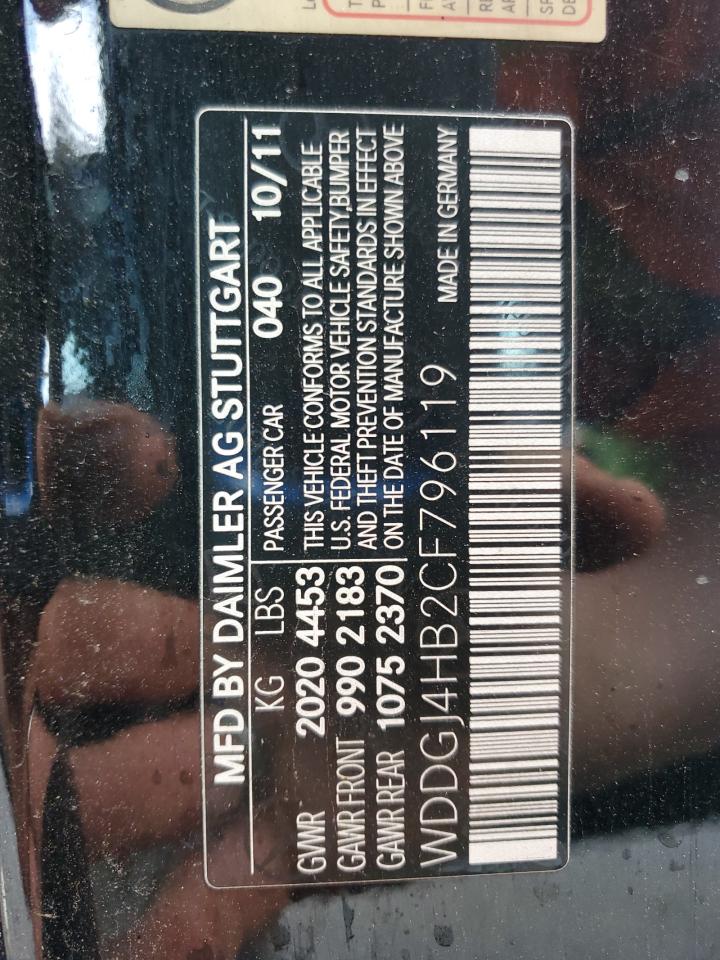 MFD BY DAIMLER AG STUTTGART
KG LBS PASSENGER CAR 040 10/11
GVWR 2020 4453 THIS VEHICLE CONFORMS TO ALL APPLICABLE
GAWR FRONT 990 2183 U.S. FEDERAL MOTOR VEHICLE SAFETY, BUMPER
GAWR REAR 1075 2370 AND THEFT PREVENTION STANDARDS IN EFFECT
ON THE DATE OF MANUFACTURE SHOWN ABOVE
WDDGJ4HB2CF796119 MADE IN GERMANY